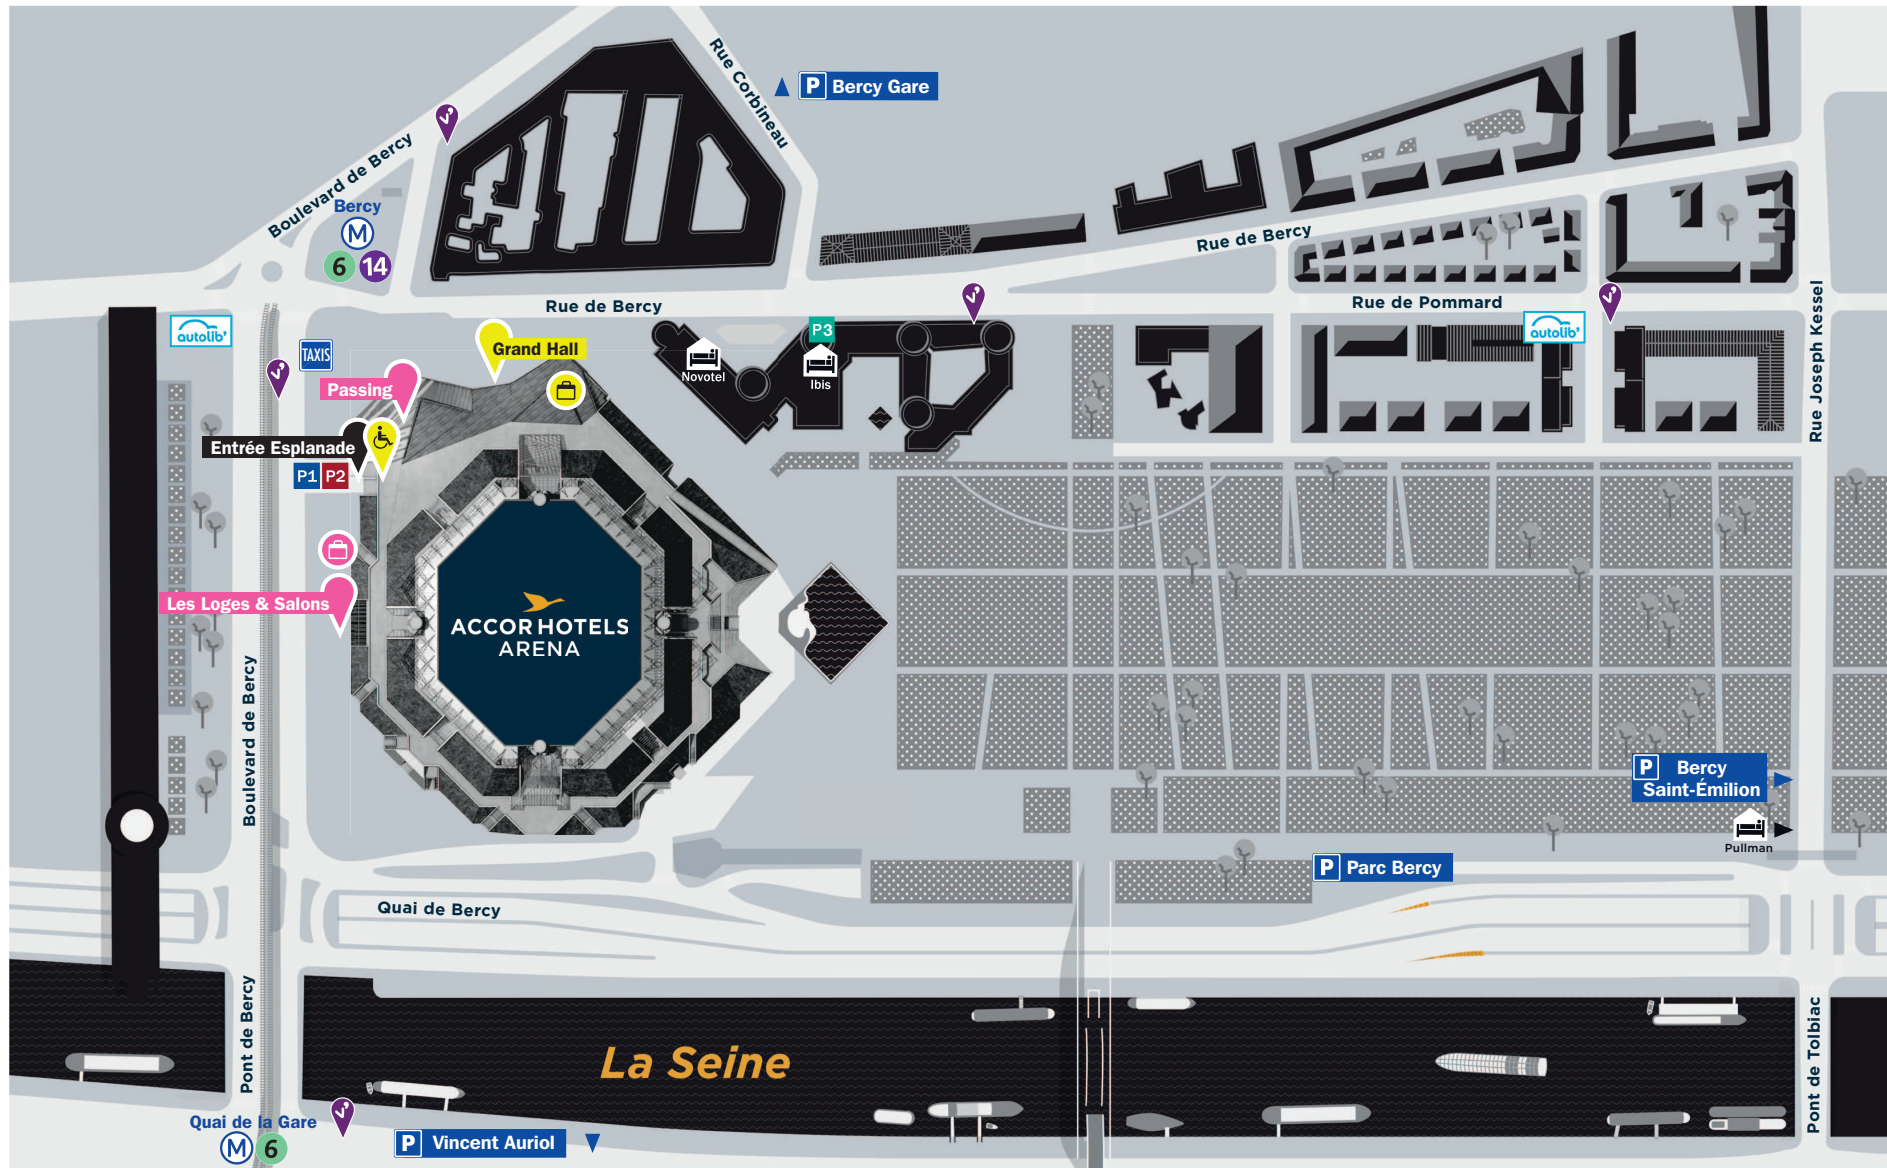 Rue Corbineau
P Bercy Gare
Boulevard de Bercy
Bercy
M
6 14
Rue de Bercy
Rue de Bercy
Rue de Pommard
autolib'
autolib'
TAXIS
Grand Hall
P3
Novotel
Ibis
Passing
Entrée Esplanade
P1 P2
Rue Joseph Kessel
Les Loges & Salons
ACCORHOTELS
ARENA
Boulevard de Bercy
P Bercy
Saint-Émilion
Pullman
P Parc Bercy
Quai de Bercy
Pont de Bercy
La Seine
Pont de Tolbiac
Quai de la Gare
M 6
P Vincent Auriol